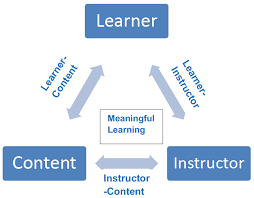 Learner
Learner-
Content
Learner-
Instructor
Meaningful
Learning
Content
Instructor
Instructor
-Content